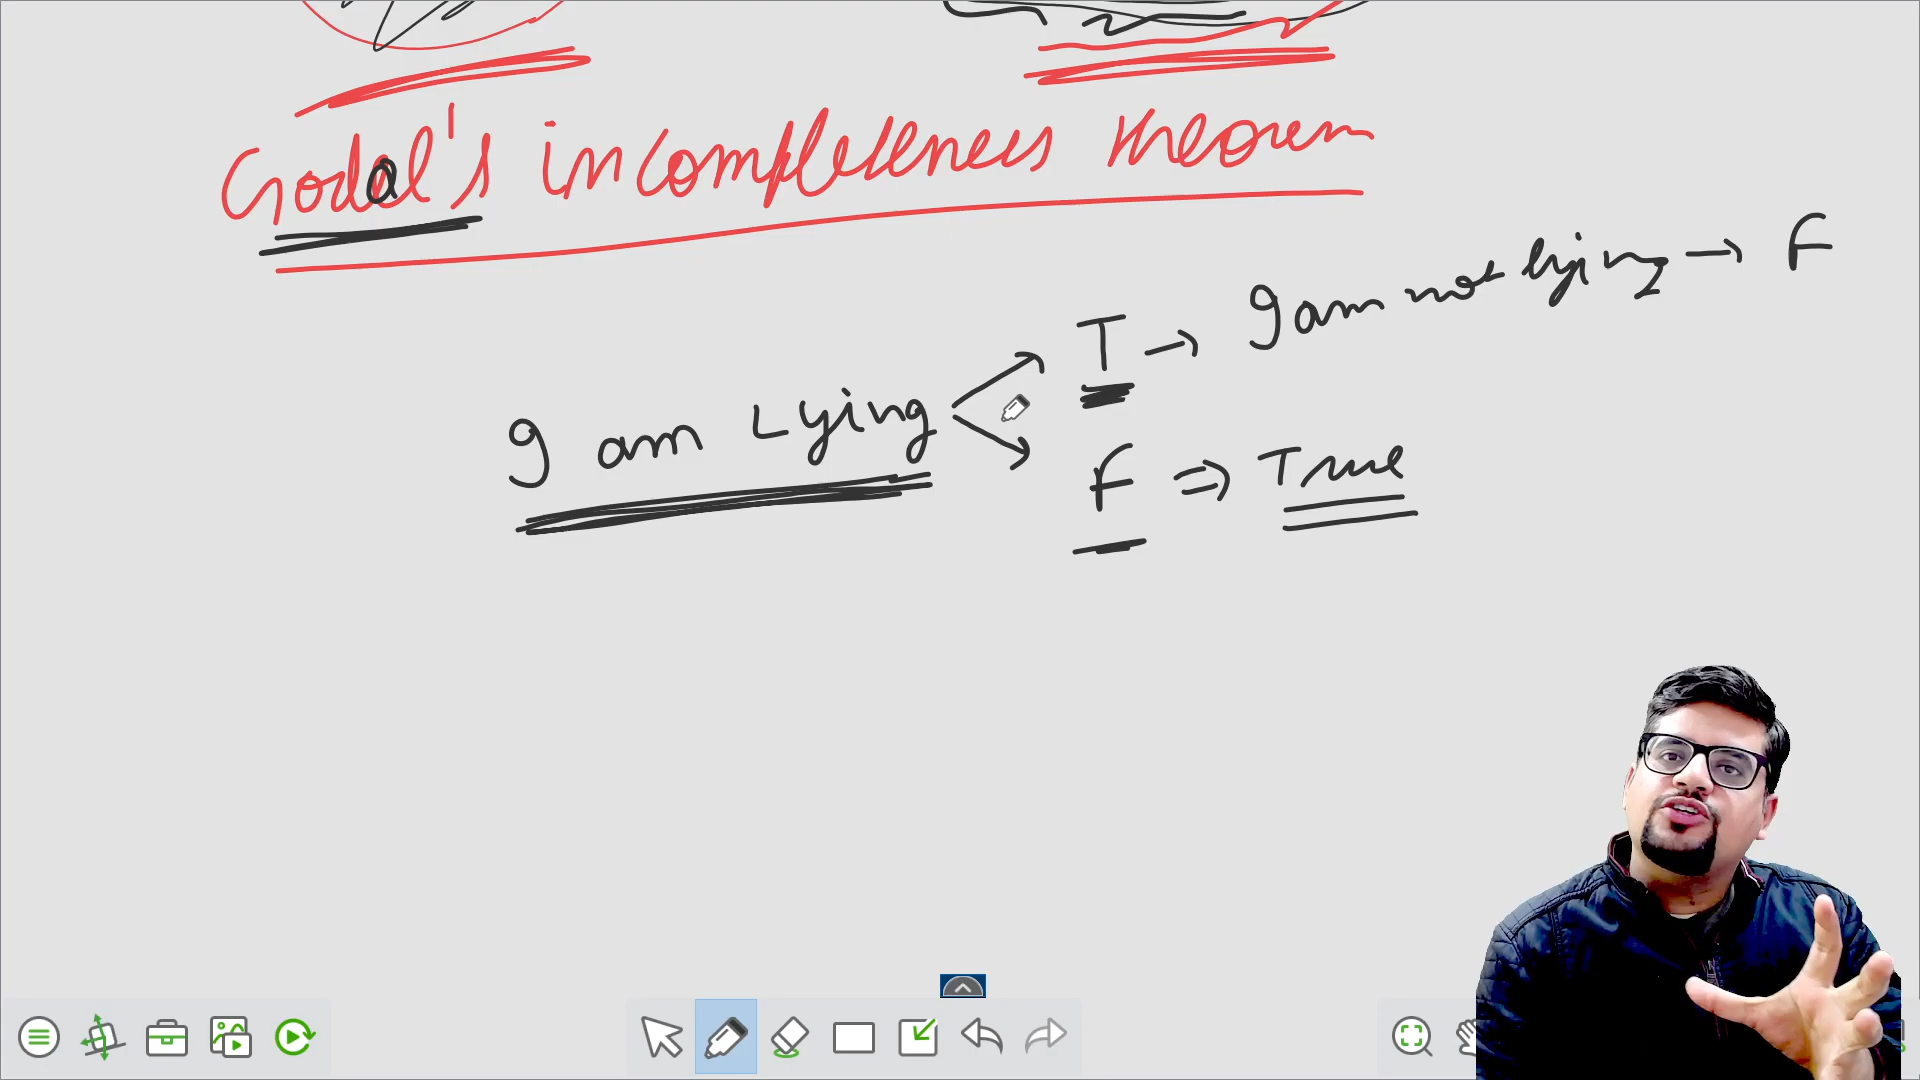 Godal's incompleteness theorem
I am not lying → F
T →
I am Lying
F ⇒ True